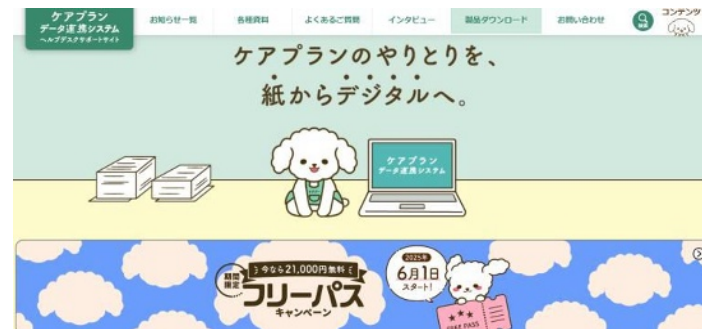 ケアプラン
データ連携システム
ヘルプデスクサポートサイト
お知らせ一覧
各種資料
よくあるご質問
インタビュー
製品ダウンロード
お問い合わせ
検索
コンテンツ
ケアプランのやりとりを、
紙からデジタルへ。
ケアプラン
データ連携システム
期間限定
今なら21,000円無料
フリーパス
キャンペーン
2025年
6月1日
スタート!
FREE PASS